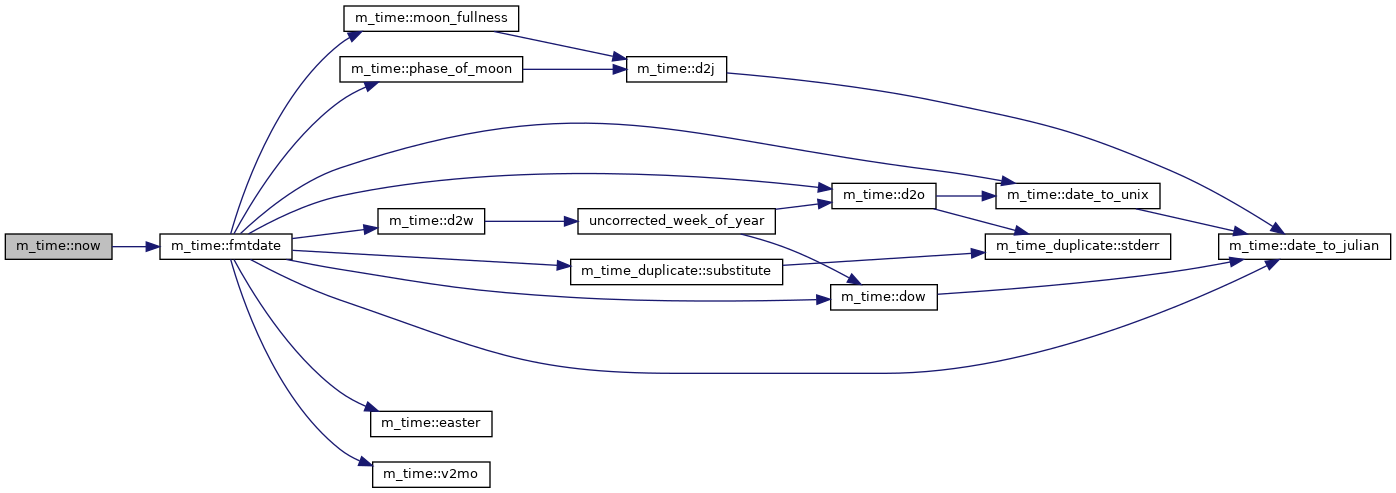 m_time::moon_fullness
m_time::phase_of_moon
m_time::d2j
m_time::d2o
m_time::date_to_unix
m_time::d2w
uncorrected_week_of_year
m_time::now
m_time::fmtdate
m_time_duplicate::stderr
m_time::date_to_julian
m_time_duplicate::substitute
m_time::dow
m_time::easter
m_time::v2mo